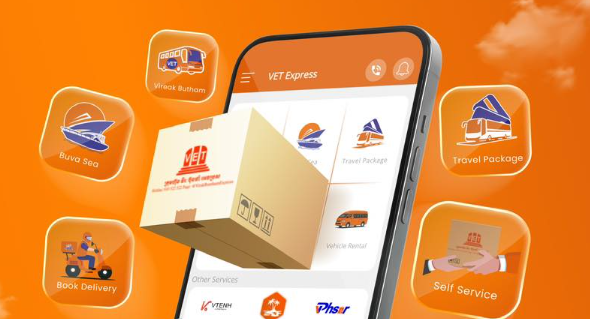 VET
Vireak Buntham
VET Express
Buva Sea
VET
Sea
Travel Package
Travel Package
Vehicle Rental
Book Delivery
Self Service
Other Services
VTENH
Phsar